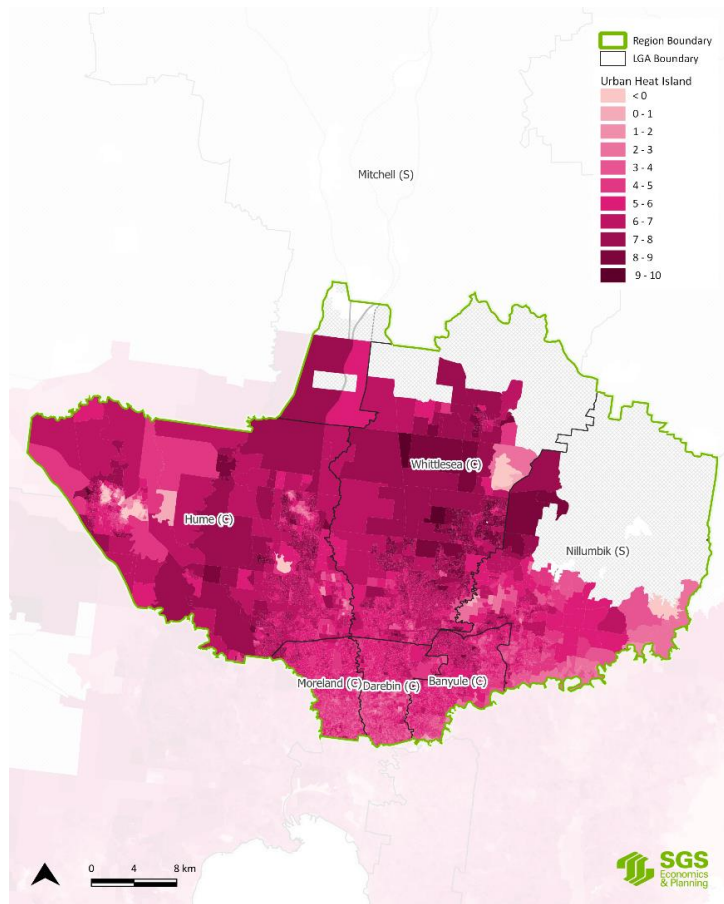 Region Boundary
LGA Boundary
Urban Heat Island
< 0
0 - 1
1 - 2
2 - 3
3 - 4
4 - 5
5 - 6
6 - 7
7 - 8
8 - 9
9 - 10
Mitchell (S)
Whittlesea (C)
Hume (C)
Nillumbik (S)
Moreland (C)
Darebin (C)
Banyule (C)
0 4 8 km
SGS
Economics
& Planning